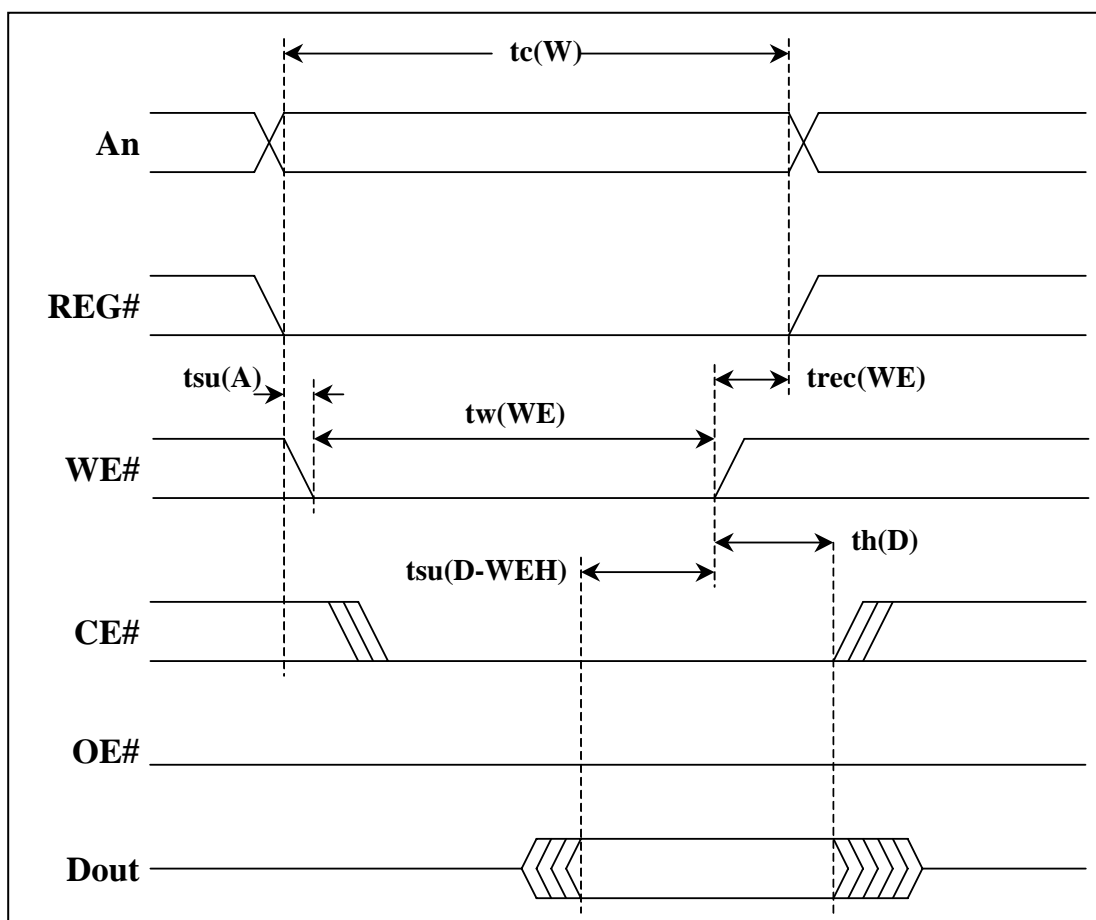 tc(W)
An
REG#
tsu(A)
trec(WE)
tw(WE)
WE#
th(D)
tsu(D-WEH)
CE#
OE#
Dout